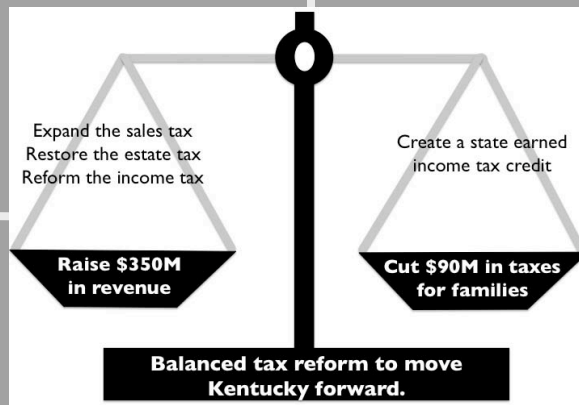 Expand the sales tax
Restore the estate tax
Reform the income tax
Raise $350M
in revenue
Create a state earned
income tax credit
Cut $90M in taxes
for families
Balanced tax reform to move
Kentucky forward.